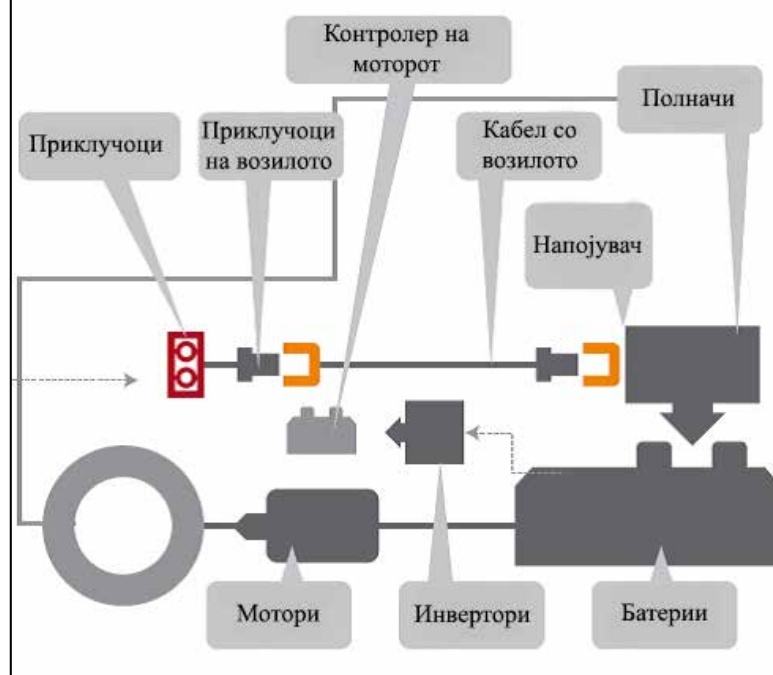 Контролер на
моторот
Полначи
Приклучоци
Приклучоци
на возилото
Кабел со
возилото
Напојувач
Мотори
Инвертори
Батерии